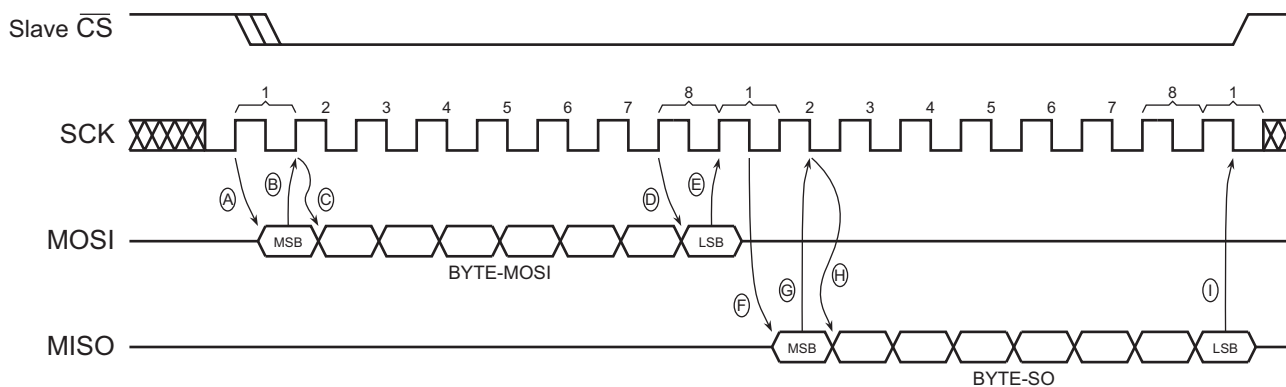 Slave CS
1 2 3 4 5 6 7 8 1 2 3 4 5 6 7 8 1
SCK
A B C D E
MOSI MSB LSB
BYTE-MOSI
F G H I
MISO MSB LSB
BYTE-SO